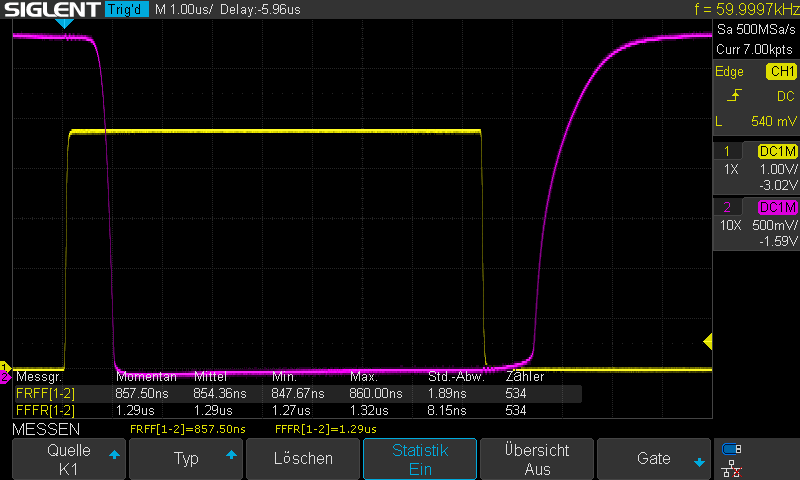 SIGLENT Trig'd M 1.00us/ Delay:-5.96us f = 59.9997kHz
Sa 500MSa/s
Curr 7.00kpts
Edge CH1
DC
L 540 mV
1 DC1M
1X 1.00V/
-3.02V
2 DC1M
10X 500mV/
-1.59V
1
2
Messgr. Momentan Mittel Min. Max. Std.-Abw. Zähler
FRFF[1-2] 857.50ns 854.36ns 847.67ns 860.00ns 1.89ns 534
FFFR[1-2] 1.29us 1.29us 1.27us 1.32us 8.15ns 534
MESSEN FRFF[1-2]=857.50ns FFFR[1-2]=1.29us
Quelle
K1
Typ
Löschen
Statistik
Ein
Übersicht
Aus
Gate